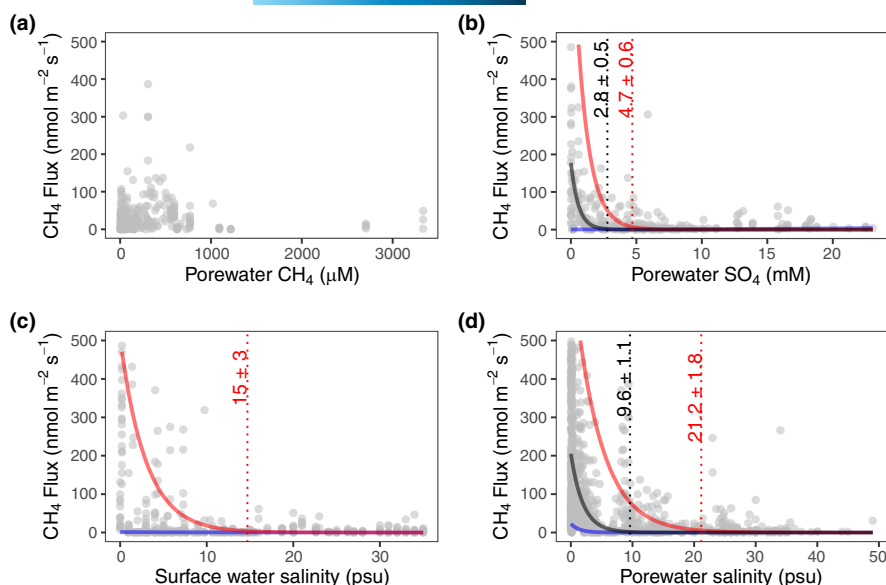 (a)
CH₄ Flux (nmol m⁻² s⁻¹)
500
400
300
200
100
0
0 1000 2000 3000
Porewater CH₄ (μM)
(b)
CH₄ Flux (nmol m⁻² s⁻¹)
500
400
300
200
100
0
2.8 ± 0.5
4.7 ± 0.6
0 5 10 15 20
Porewater SO₄ (mM)
(c)
CH₄ Flux (nmol m⁻² s⁻¹)
500
400
300
200
100
0
15 ± 3
0 10 20 30
Surface water salinity (psu)
(d)
CH₄ Flux (nmol m⁻² s⁻¹)
500
400
300
200
100
0
9.6 ± 1.1
21.2 ± 1.8
0 10 20 30 40 50
Porewater salinity (psu)